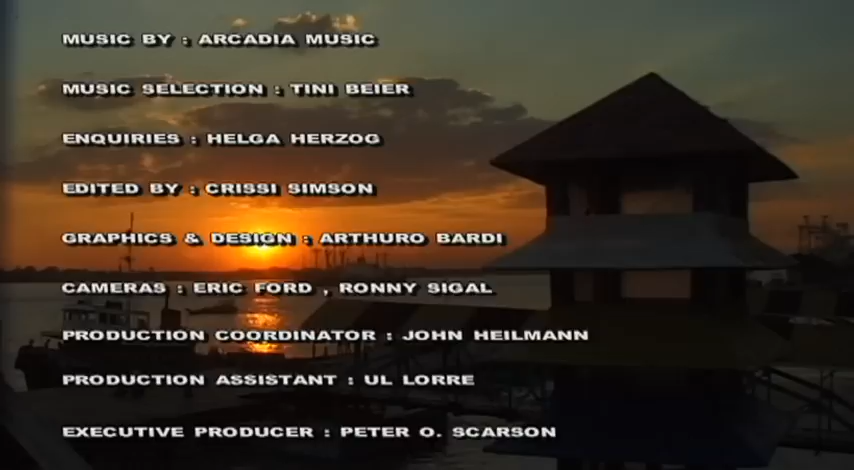 MUSIC BY : ARCADIA MUSIC
MUSIC SELECTION : TINI BEIER
ENQUIRIES : HELGA HERZOG
EDITED BY : CRISSI SIMSON
GRAPHICS & DESIGN : ARTHURO BARDI
CAMERAS : ERIC FORD , RONNY SIGAL
PRODUCTION COORDINATOR : JOHN HEILMANN
PRODUCTION ASSISTANT : UL LORRE
EXECUTIVE PRODUCER : PETER O. SCARSON